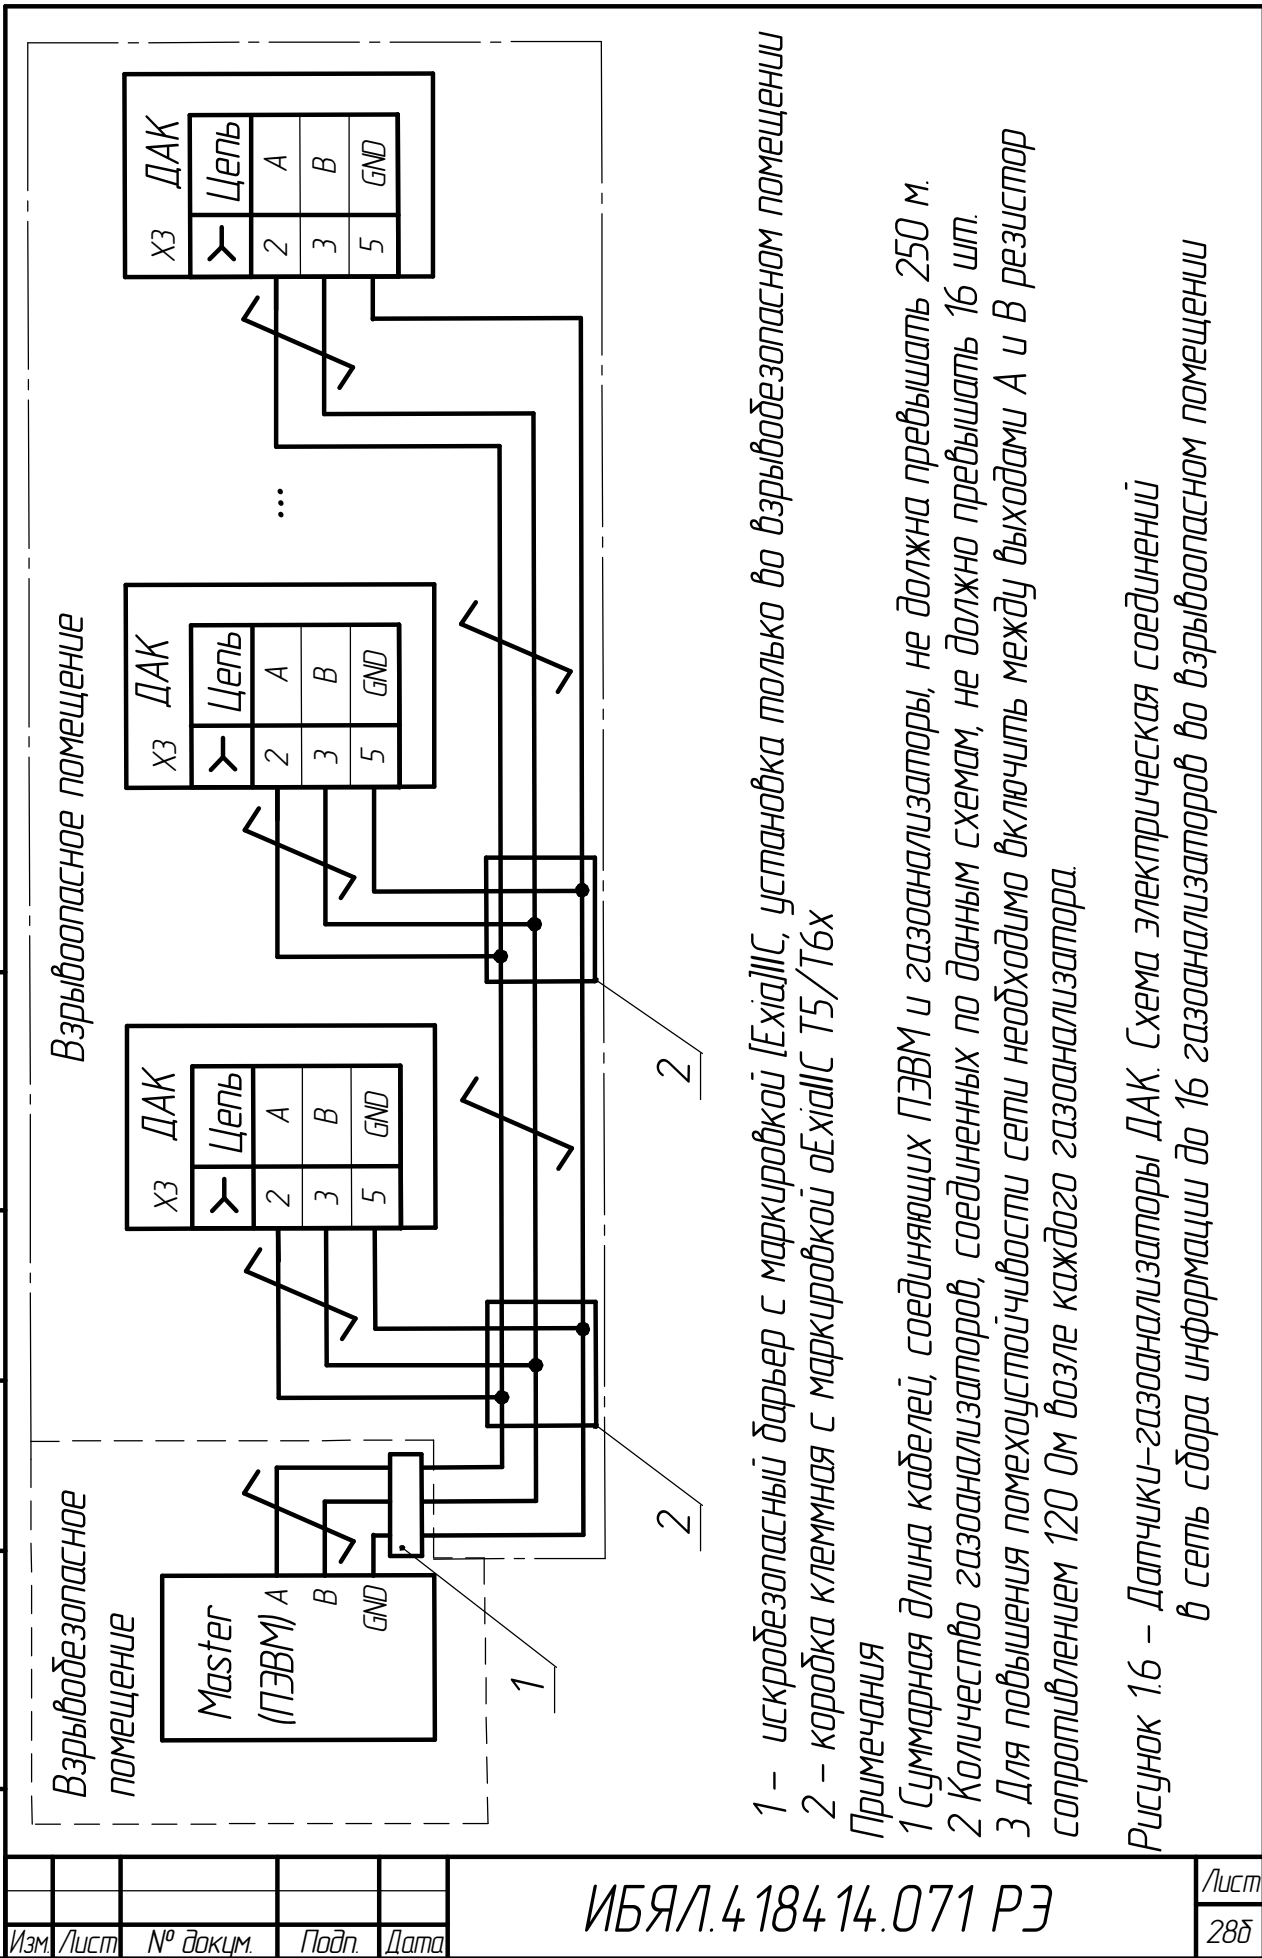 Взрывобезопасное
помещение
Взрывоопасное помещение
Master
(ПЭВМ)
A
B
GND
X3 ДАК
Цепь
2 A
3 B
5 GND
X3 ДАК
Цепь
2 A
3 B
5 GND
...
X3 ДАК
Цепь
2 A
3 B
5 GND
1
2
2
1 – искробезопасный барьер с маркировкой [Exia]IIC, установка только во взрывобезопасном помещении
2 – коробка клеммная с маркировкой оExiaIIC T5/T6х
Примечания
1 Суммарная длина кабелей, соединяющих ПЭВМ и газоанализаторы, не должна превышать 250 м.
2 Количество газоанализаторов, соединенных по данным схемам, не должно превышать 16 шт.
3 Для повышения помехоустойчивости сети необходимо включить между выходами А и В резистор
сопротивлением 120 Ом возле каждого газоанализатора.
Рисунок 1.6 – Датчики-газоанализаторы ДАК. Схема электрическая соединений
в сеть сбора информации до 16 газоанализаторов во взрывоопасном помещении
Изм. Лист № докум. Подп. Дата
ИБЯЛ.418414.071 РЭ
Лист
28б